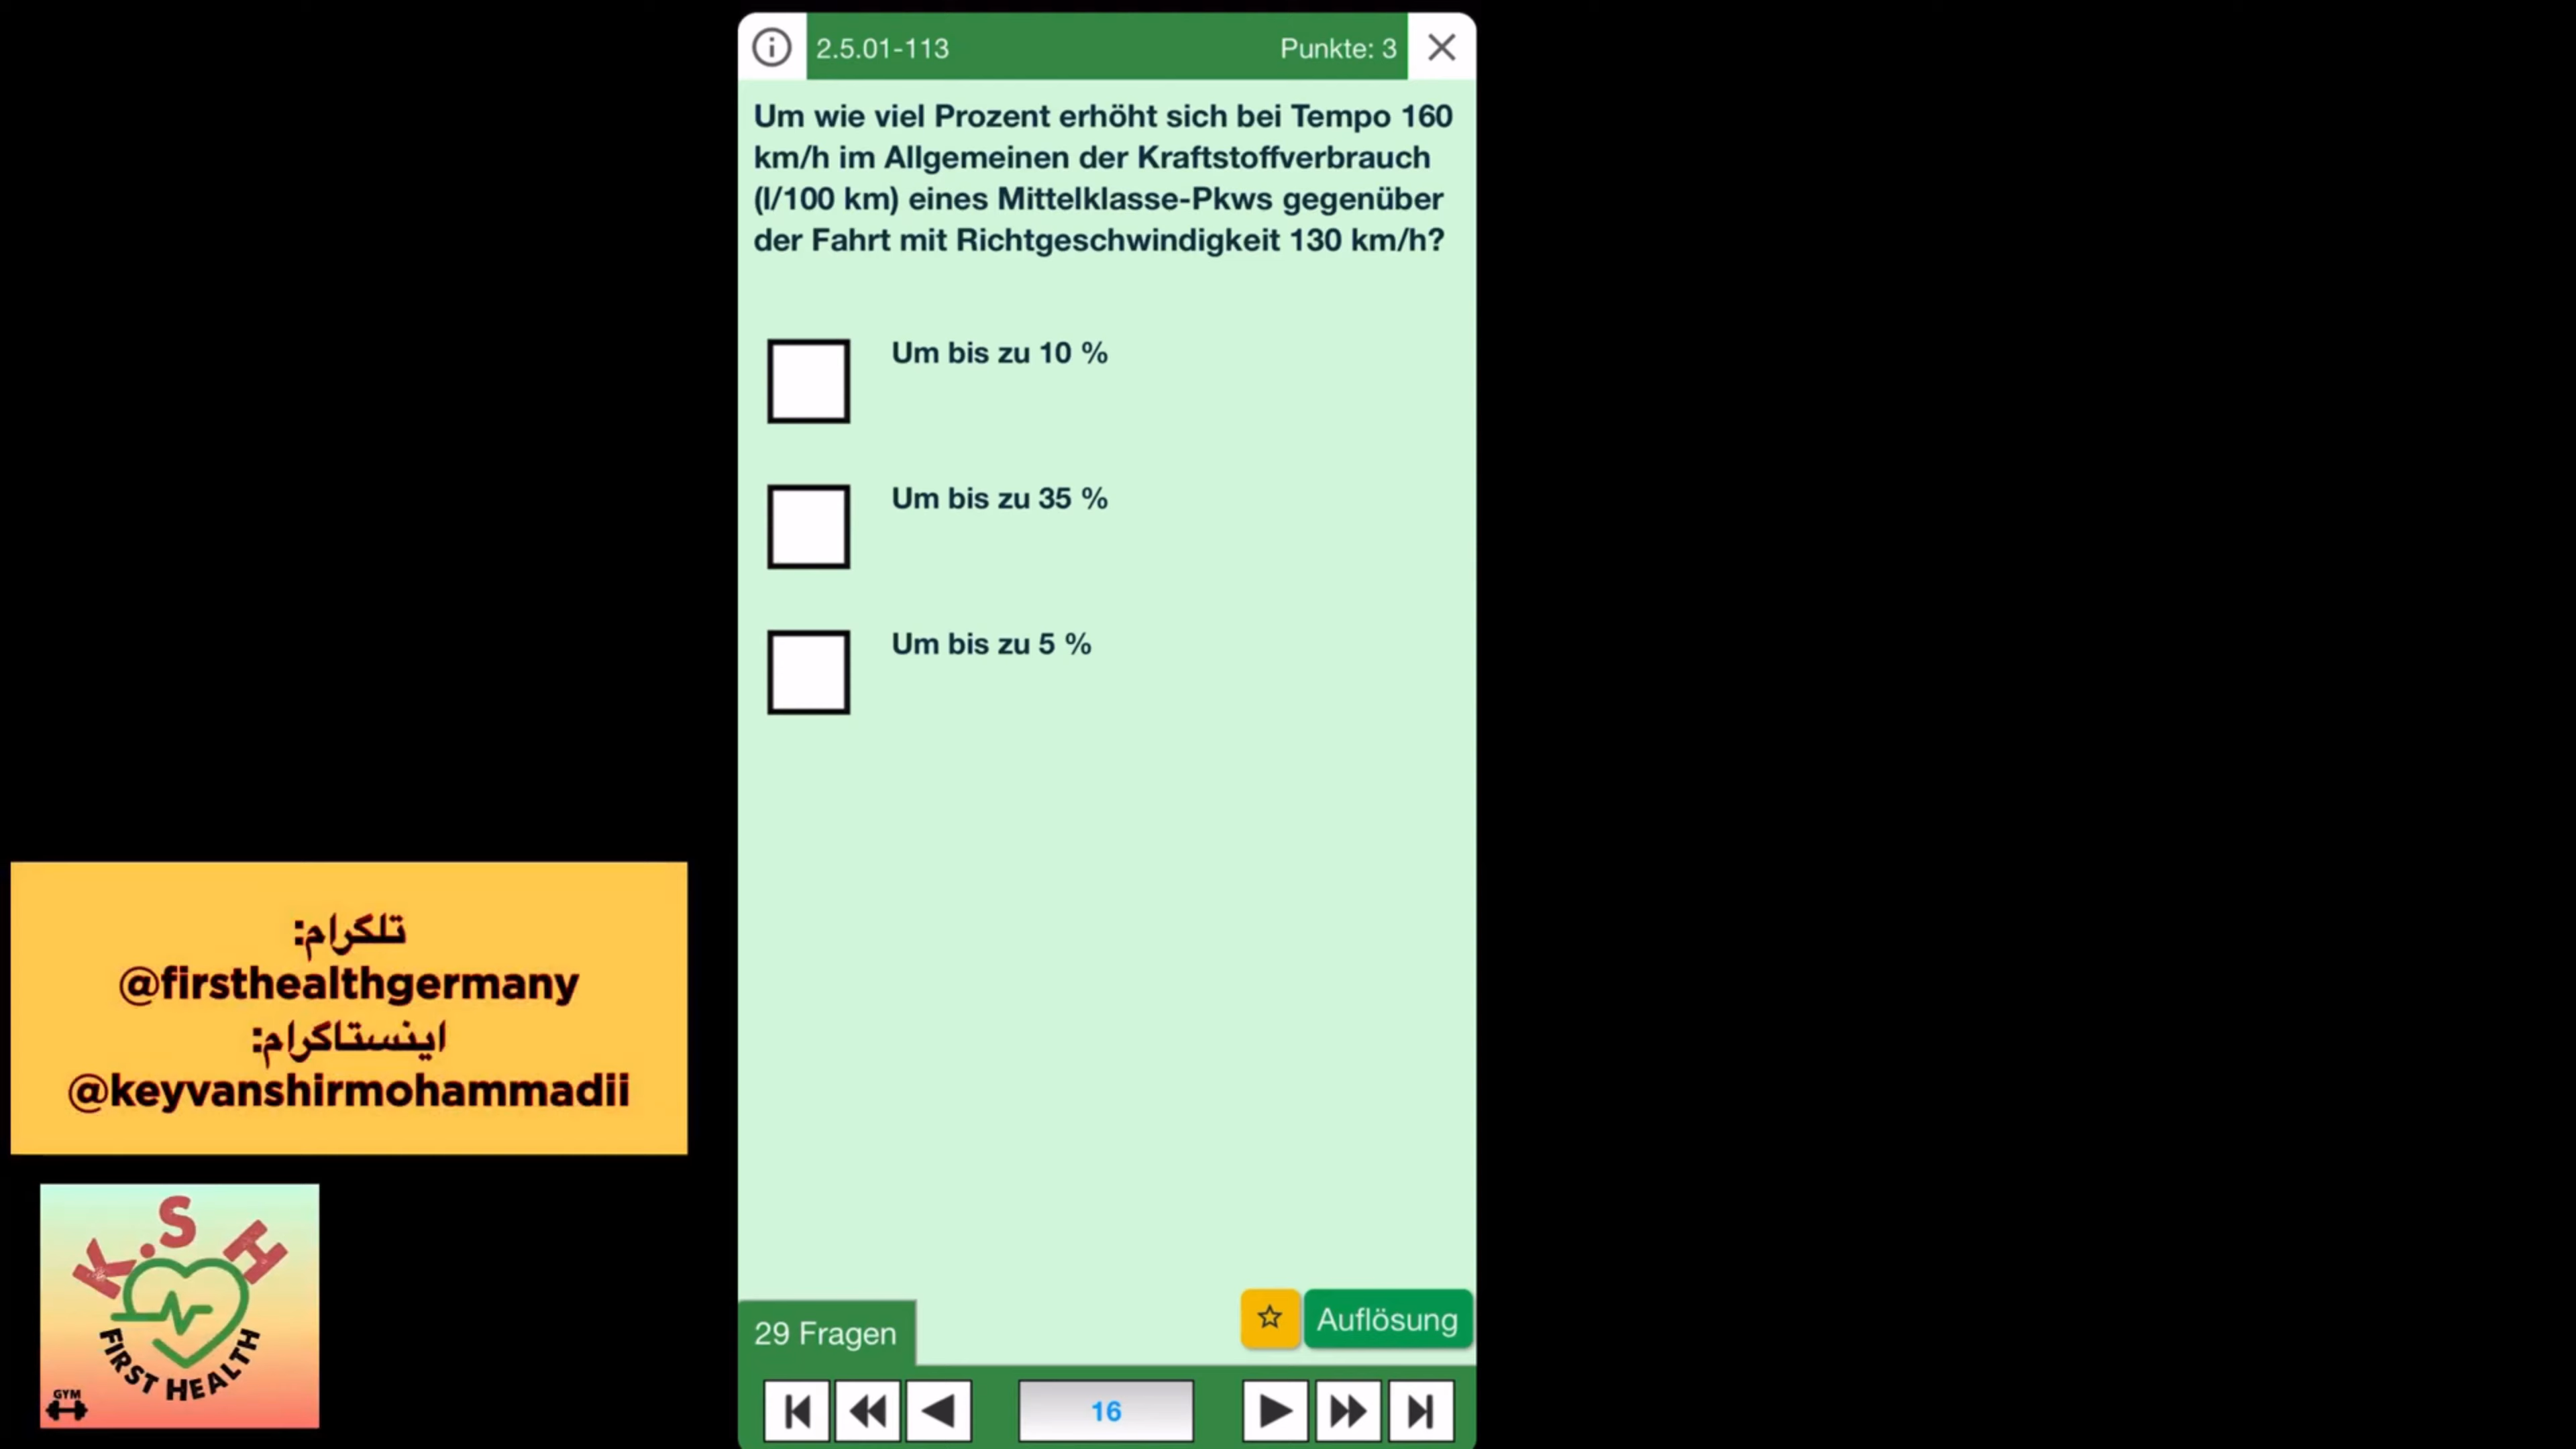 2.5.01-113
Punkte: 3
Um wie viel Prozent erhöht sich bei Tempo 160
km/h im Allgemeinen der Kraftstoffverbrauch
(l/100 km) eines Mittelklasse-Pkws gegenüber
der Fahrt mit Richtgeschwindigkeit 130 km/h?
Um bis zu 10 %
Um bis zu 35 %
Um bis zu 5 %
تلگرام:
@firsthealthgermany
اینستاگرام:
@keyvanshirmohammadii
K.SH
FIRST HEALTH
GYM
29 Fragen
Auflösung
16